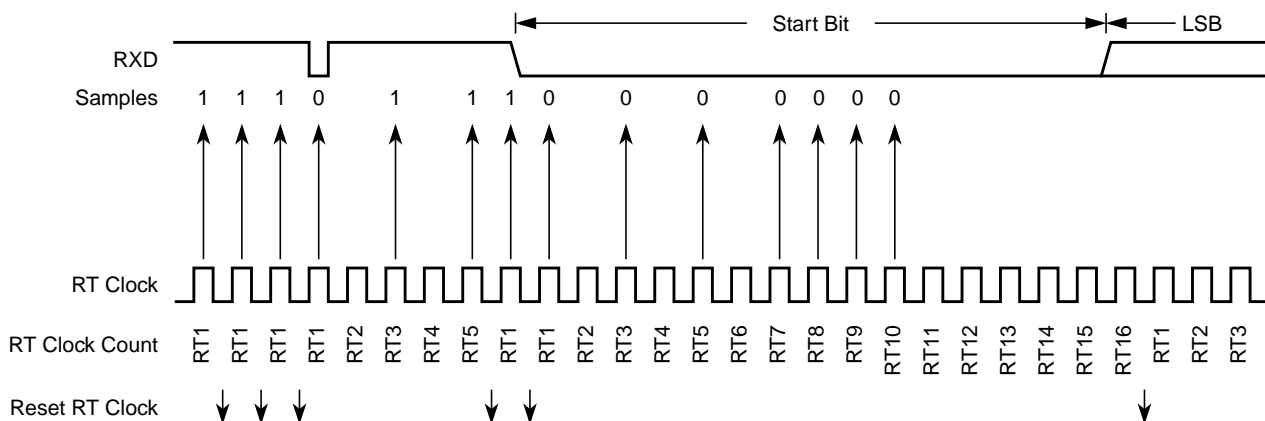 Start Bit LSB
RXD
Samples 1 1 1 0 1 1 1 0 0 0 0 0 0 0
RT Clock
RT Clock Count RT1 RT1 RT1 RT1 RT2 RT3 RT4 RT5 RT1 RT1 RT2 RT3 RT4 RT5 RT6 RT7 RT8 RT9 RT10 RT11 RT12 RT13 RT14 RT15 RT16 RT1 RT2 RT3
Reset RT Clock